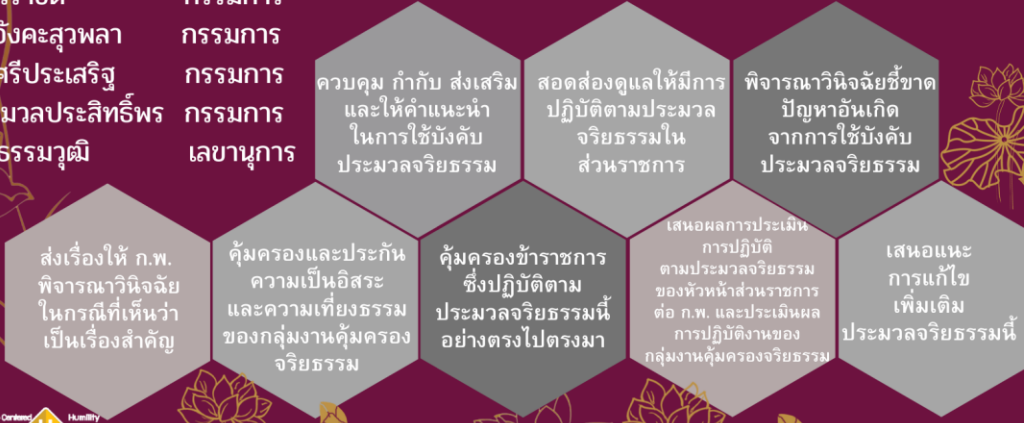 กรรมการ
กรรมการ
ศรีประเสริฐ กรรมการ
กรรมการ
เลขานุการ
ควบคุม กำกับ ส่งเสริม
และให้คำแนะนำ
ในการใช้บังคับ
ประมวลจริยธรรม
สอดส่องดูแลให้มีการ
ปฏิบัติตามประมวล
จริยธรรมใน
ส่วนราชการ
พิจารณาวินิจฉัยชี้ขาด
ปัญหาอันเกิด
จากการใช้บังคับ
ประมวลจริยธรรม
ส่งเรื่องให้ ก.พ.
พิจารณาวินิจฉัย
ในกรณีที่เห็นว่า
เป็นเรื่องสำคัญ
คุ้มครองและประกัน
ความเป็นอิสระ
และความเที่ยงธรรม
ของกลุ่มงานคุ้มครอง
จริยธรรม
คุ้มครองข้าราชการ
ซึ่งปฏิบัติตาม
ประมวลจริยธรรมนี้
อย่างตรงไปตรงมา
เสนอผลการประเมิน
การปฏิบัติ
ตามประมวลจริยธรรม
ของหัวหน้าส่วนราชการ
ต่อ ก.พ. และประเมินผล
การปฏิบัติงานของ
กลุ่มงานคุ้มครองจริยธรรม
เสนอแนะ
การแก้ไข
เพิ่มเติม
ประมวลจริยธรรมนี้
Centered Humility